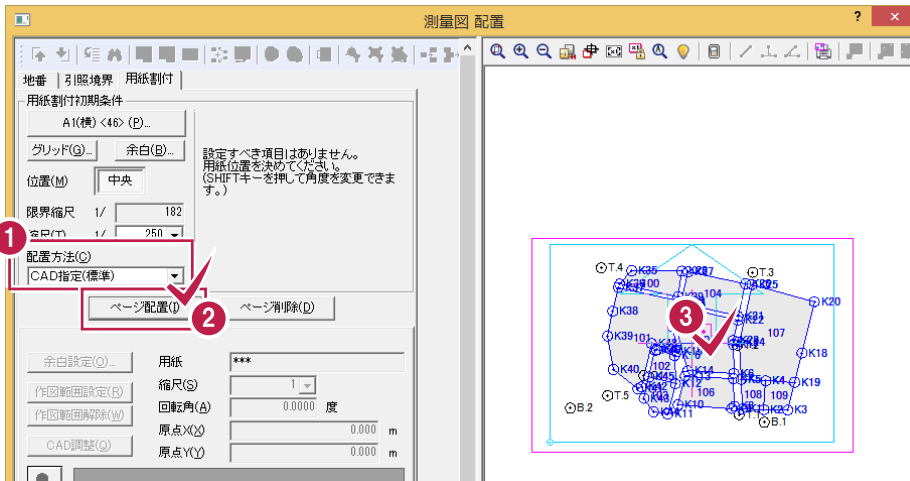 測量図 配置
? ×
地番 引照境界 用紙割付
用紙割付初期条件
A1(横) <46> (P)...
グリッド(G)... 余白(B)...
位置(M) 中央
設定すべき項目はありません。
用紙位置を決めてください。
(SHIFTキーを押して角度を変更できま
す。)
限界縮尺 1/ 182
1/ 250
1
配置方法(C)
CAD指定(標準)
ページ配置(I) ページ削除(D)
2
余白設定(O)... 用紙 ***
作図範囲設定(R) 縮尺(S) 1
作図範囲解除(W) 回転角(A) 0.0000 度
CAD調整(Q) 原点X(X) 0.000 m
原点Y(Y) 0.000 m
T.4 K35 T.3
100 104 K20
K38
3
107
K39 101
K18
K40 102 K14
K12 K4 K19
T.5 106 108 109
B.2 K10 K2 K3
K11 B.1